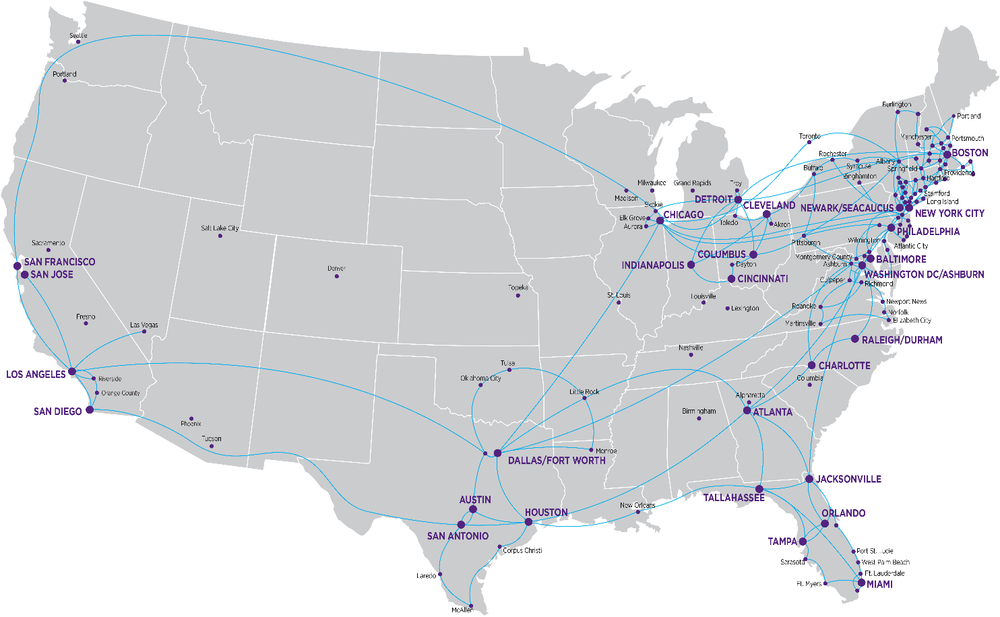 Seattle
Portland
Burlington
Portland
Manchester
Portsmouth
Toronto
Rochester
BOSTON
Buffalo
Syracuse
Albany
Springfield
Providence
Binghamton
Hartford
Milwaukee
Grand Rapids
Troy
Madison
DETROIT
Stamford
Long Island
Skokie
CLEVELAND
NEWARK/SEACAUCUS
NEW YORK CITY
Elk Grove
CHICAGO
Aurora
Toledo
Akron
PHILADELPHIA
Salt Lake City
Sacramento
Pittsburgh
Wilmington
Atlantic City
SAN FRANCISCO
SAN JOSE
COLUMBUS
Montgomery County
BALTIMORE
INDIANAPOLIS
Dayton
Ashburn
Denver
CINCINNATI
WASHINGTON DC/ASHBURN
Culpeper
Richmond
Topeka
St. Louis
Louisville
Lexington
Roanoke
Newport News
Norfolk
Fresno
Las Vegas
Martinsville
Elizabeth City
RALEIGH/DURHAM
Nashville
LOS ANGELES
Tulsa
CHARLOTTE
Riverside
Oklahoma City
Columbia
Orange County
Little Rock
Alpharetta
SAN DIEGO
Birmingham
ATLANTA
Phoenix
Tucson
Monroe
DALLAS/FORT WORTH
JACKSONVILLE
AUSTIN
TALLAHASSEE
New Orleans
HOUSTON
ORLANDO
SAN ANTONIO
TAMPA
Corpus Christi
Port St. Lucie
Sarasota
West Palm Beach
Laredo
Ft. Lauderdale
Ft. Myers
MIAMI
McAllen